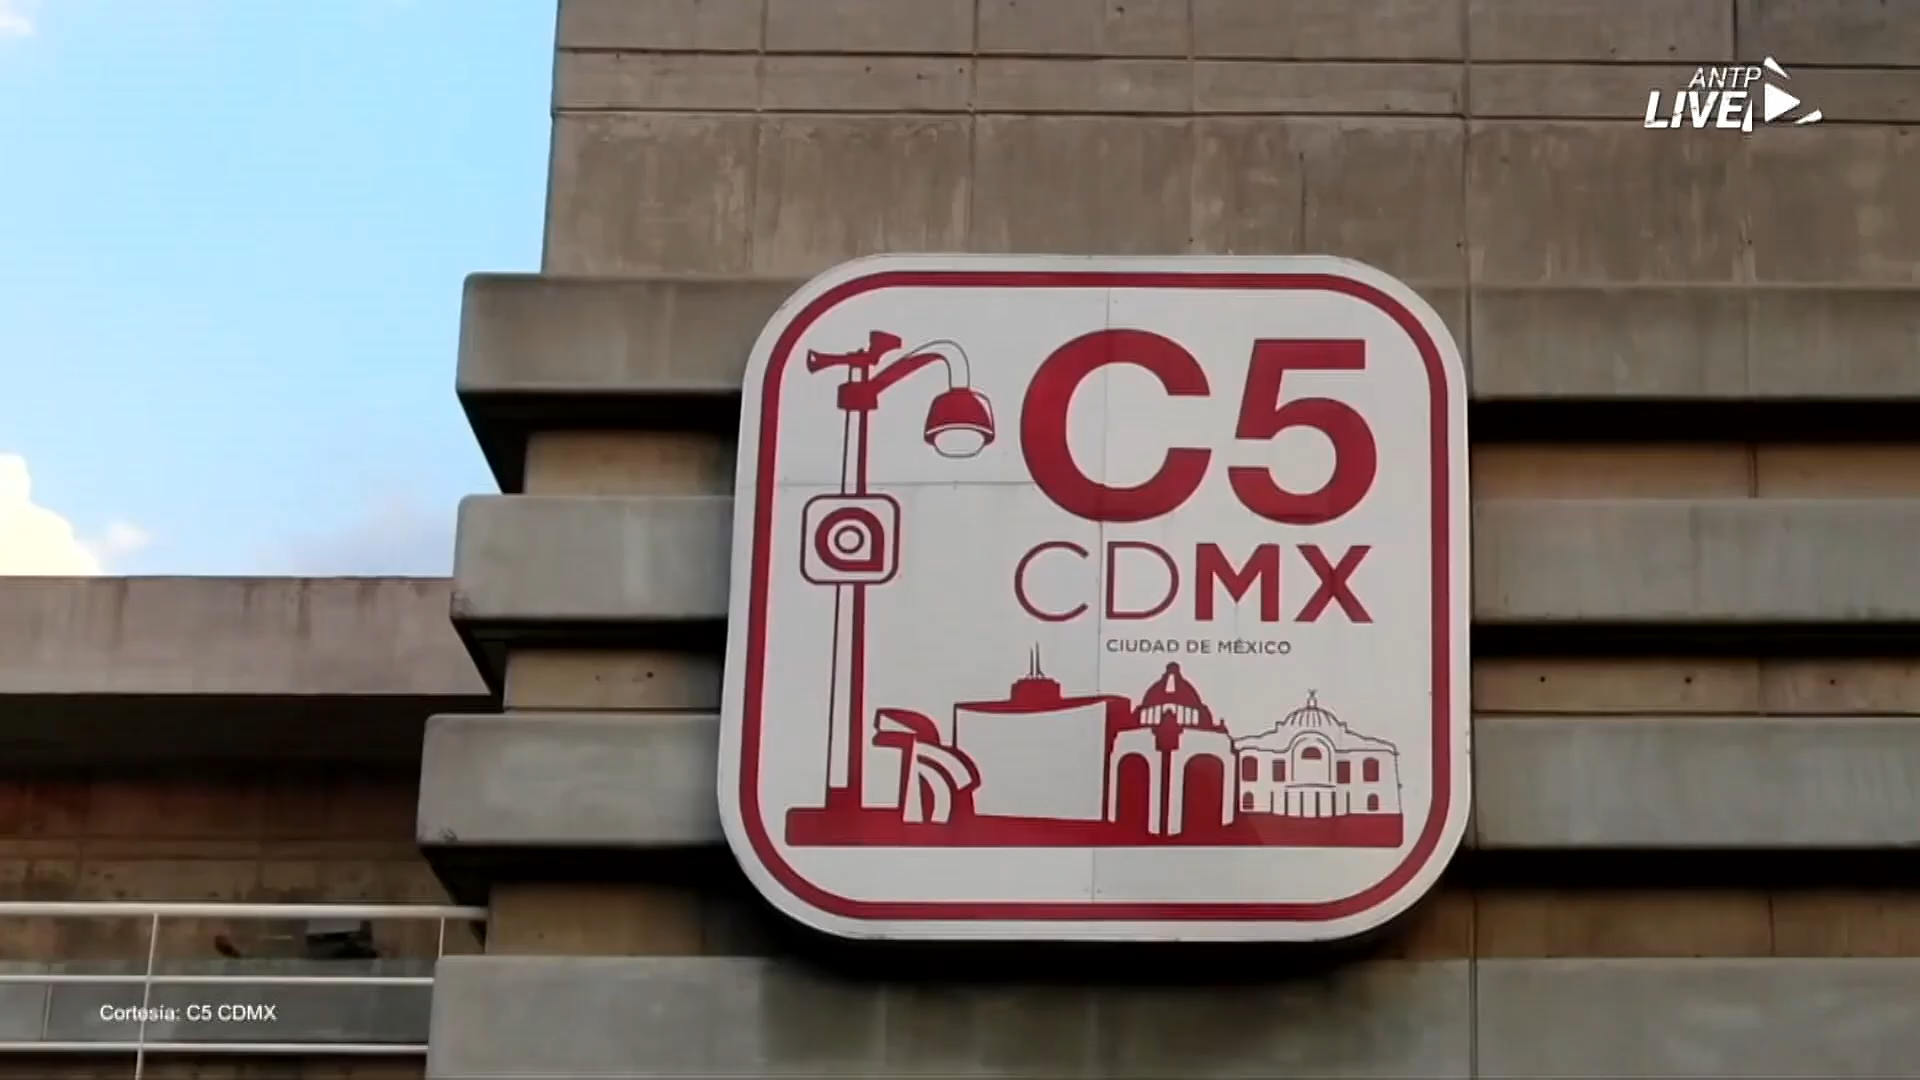 ANTP
LIVE
C5
CDMX
CIUDAD DE MÉXICO
Cortesía: C5 CDMX